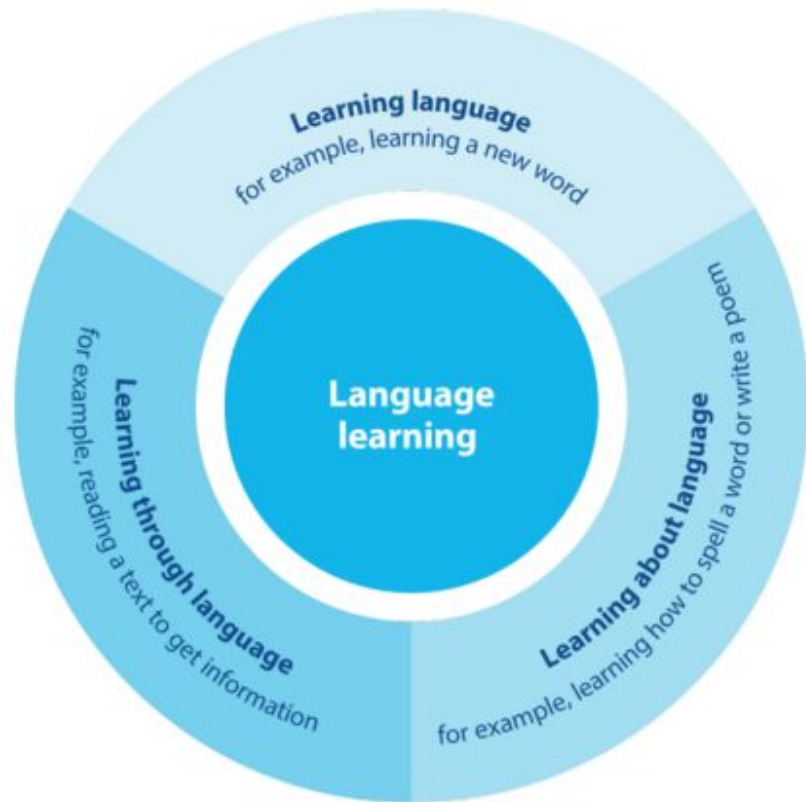 Learning language
for example, learning a new word
Language
learning
Learning about language
for example, learning how to spell a word or write a poem
Learning through language
for example, reading a text to get information